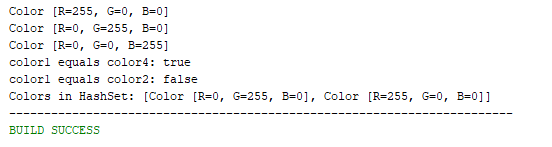 Color [R=255, G=0, B=0]
Color [R=0, G=255, B=0]
Color [R=0, G=0, B=255]
color1 equals color4: true
color1 equals color2: false
Colors in HashSet: [Color [R=0, G=255, B=0], Color [R=255, G=0, B=0]]
------------------------------------------------------------------------
BUILD SUCCESS